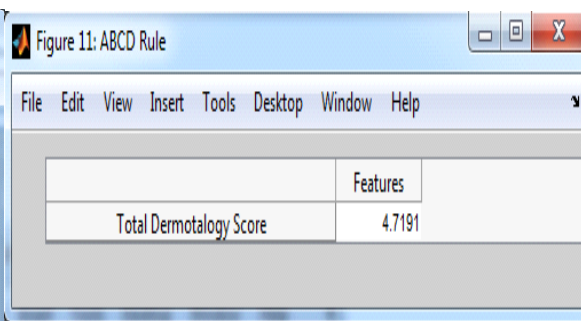 Figure 11: ABCD Rule
File Edit View Insert Tools Desktop Window Help
Features
Total Dermotalogy Score 4.7191